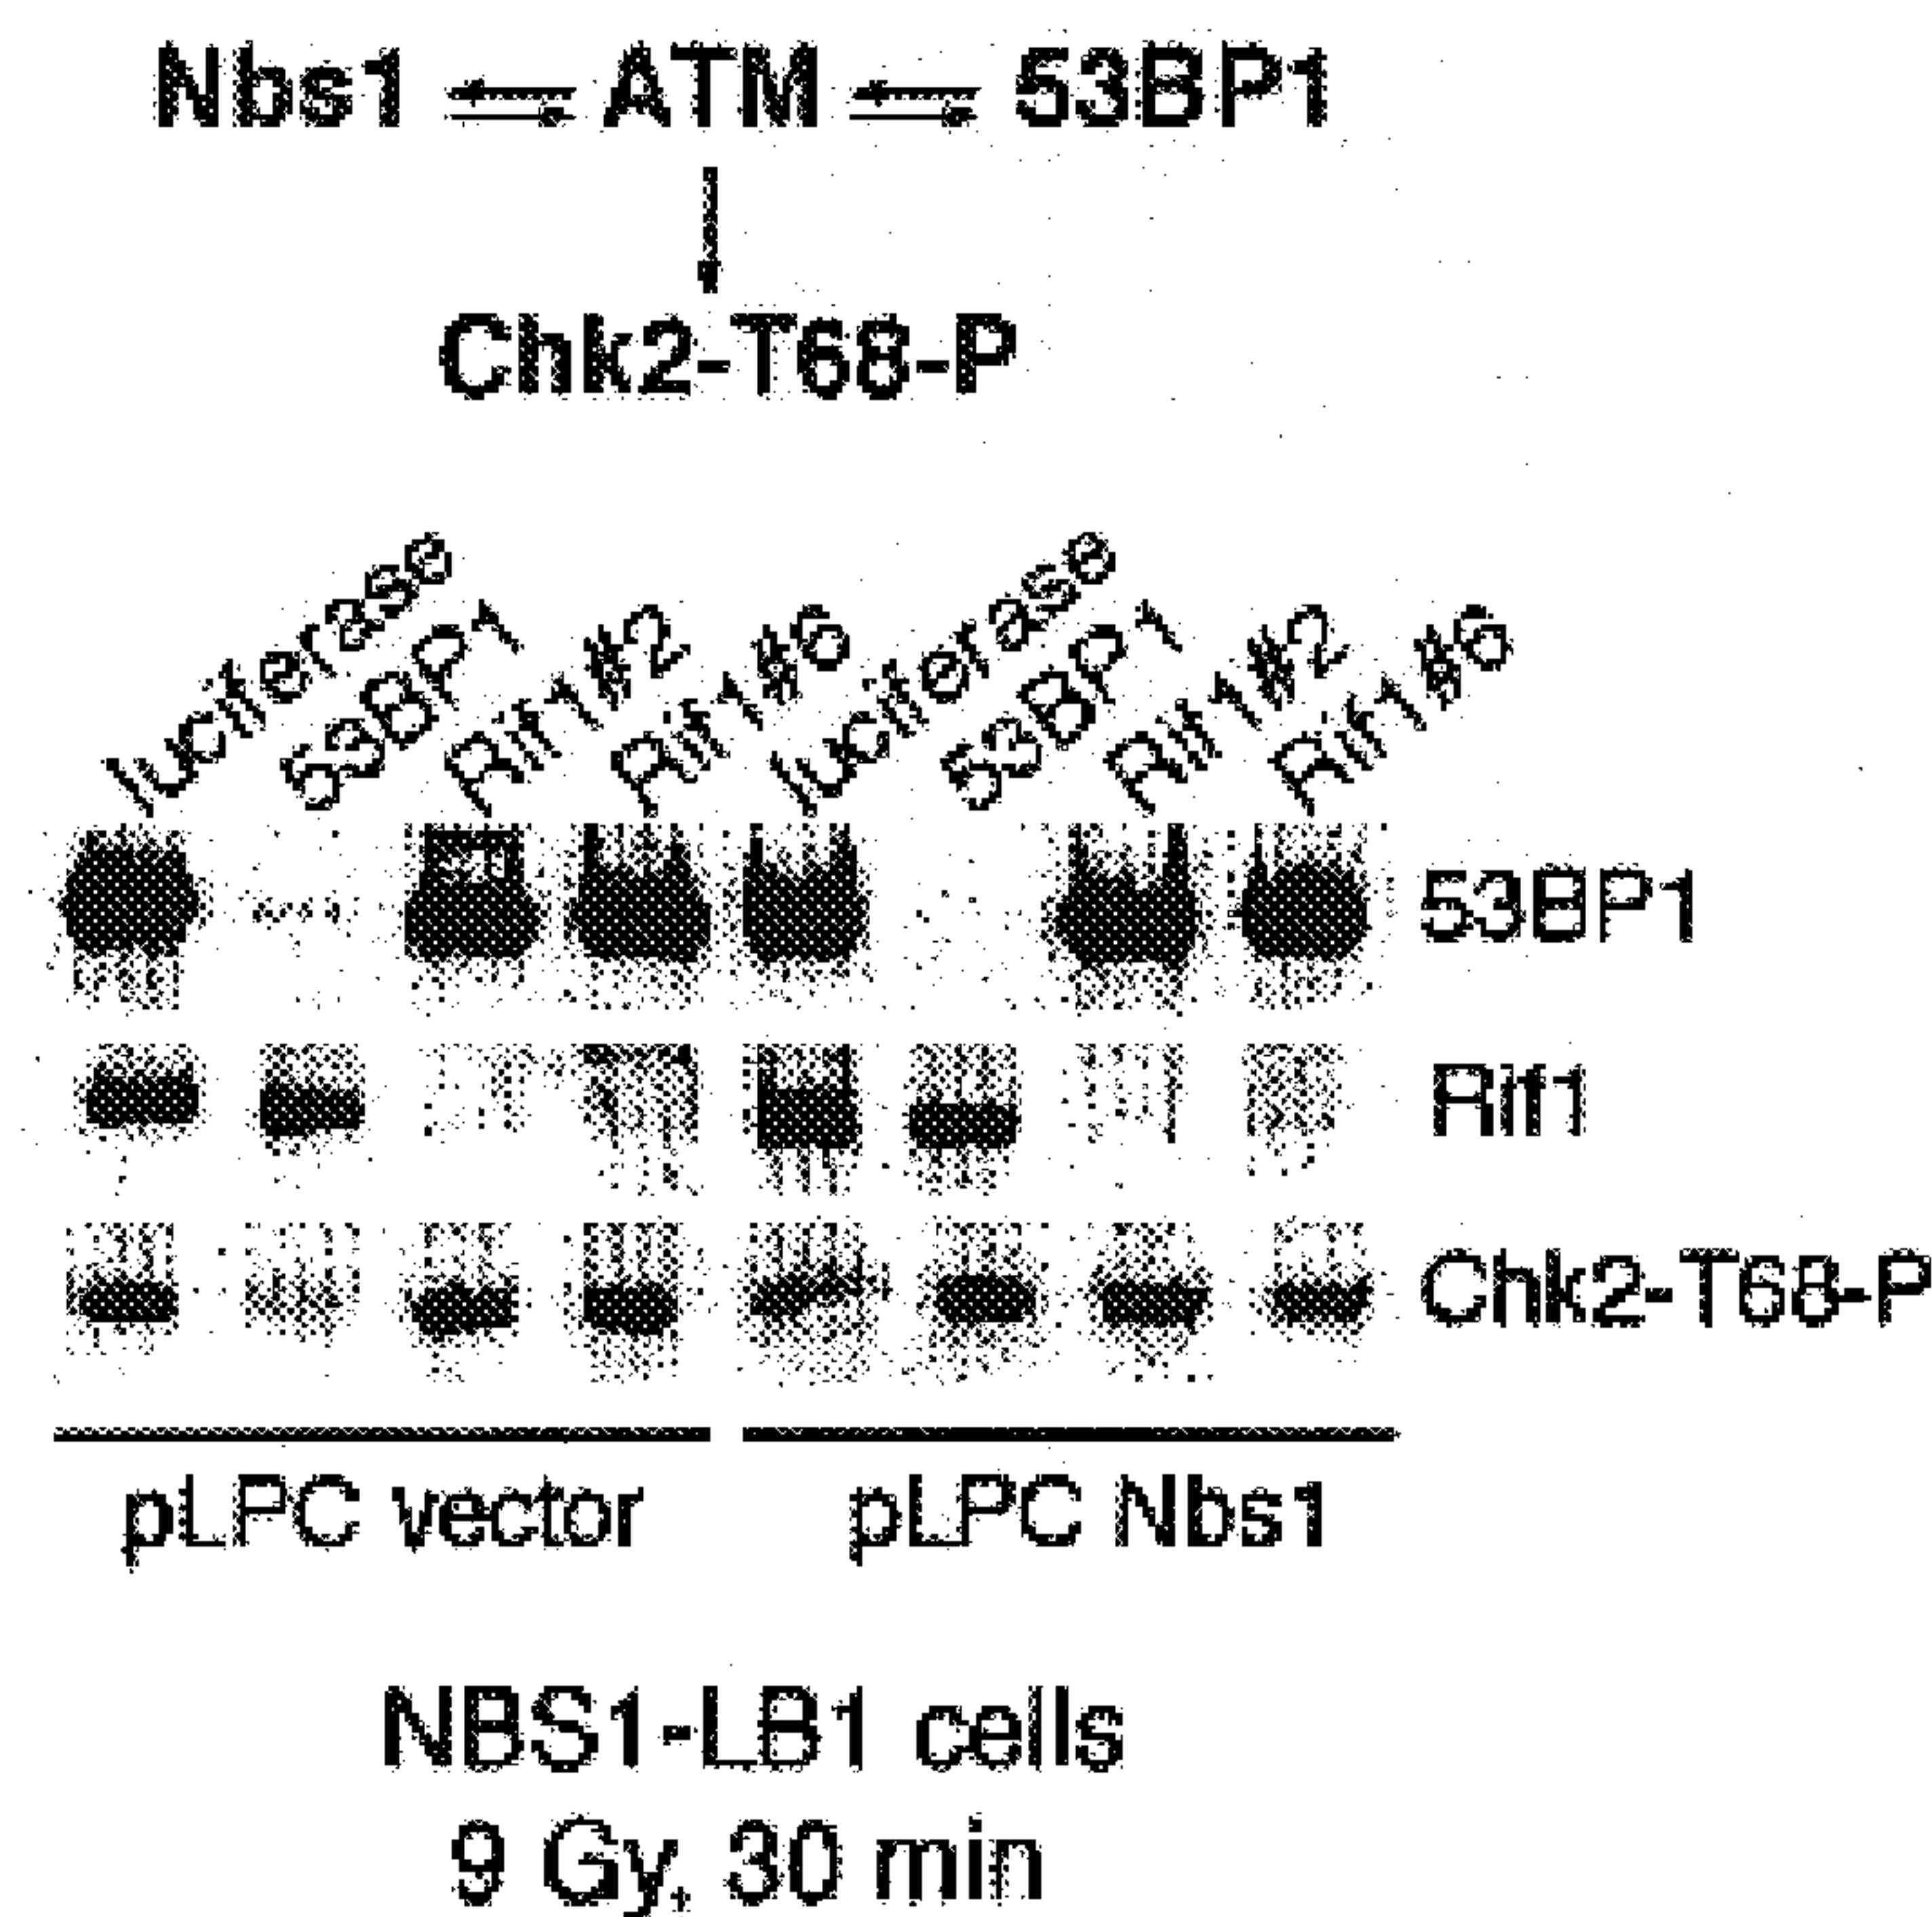 Nbs1 ATM 53BP1
Chk2-T68-P
luciferase 53BP1 Rif1#2 Rif1#6 luciferase 53BP1 Rif1#2 Rif1#6
53BP1
Rif1
Chk2-T68-P
pLPC vector pLPC Nbs1
NBS1-LB1 cells
9 Gy, 30 min